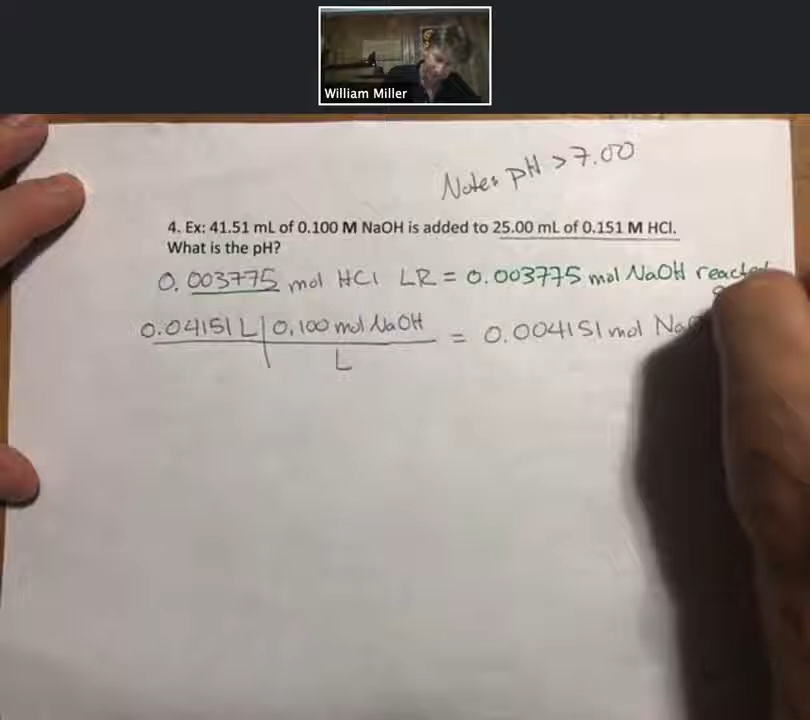 William Miller
Note: pH > 7.00
4. Ex: 41.51 mL of 0.100 M NaOH is added to 25.00 mL of 0.151 M HCl.
What is the pH?
0.003775 mol HCl LR = 0.003775 mol NaOH reacted
0.04151 L | 0.100 mol NaOH = 0.004151 mol
L